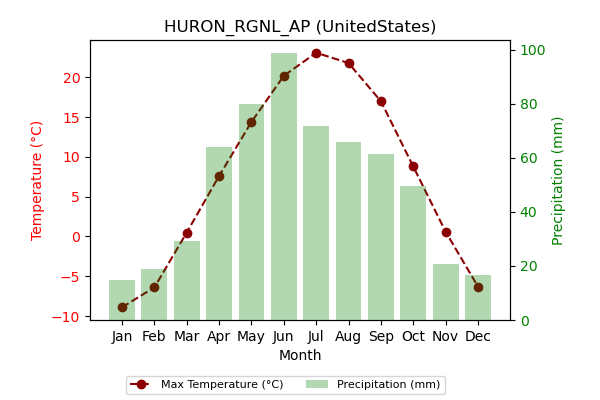 HURON_RGNL_AP (UnitedStates)
Temperature (°C)
20
15
10
5
0
−5
−10
Precipitation (mm)
100
80
60
40
20
0
Jan Feb Mar Apr May Jun Jul Aug Sep Oct Nov Dec
Month
Max Temperature (°C) Precipitation (mm)